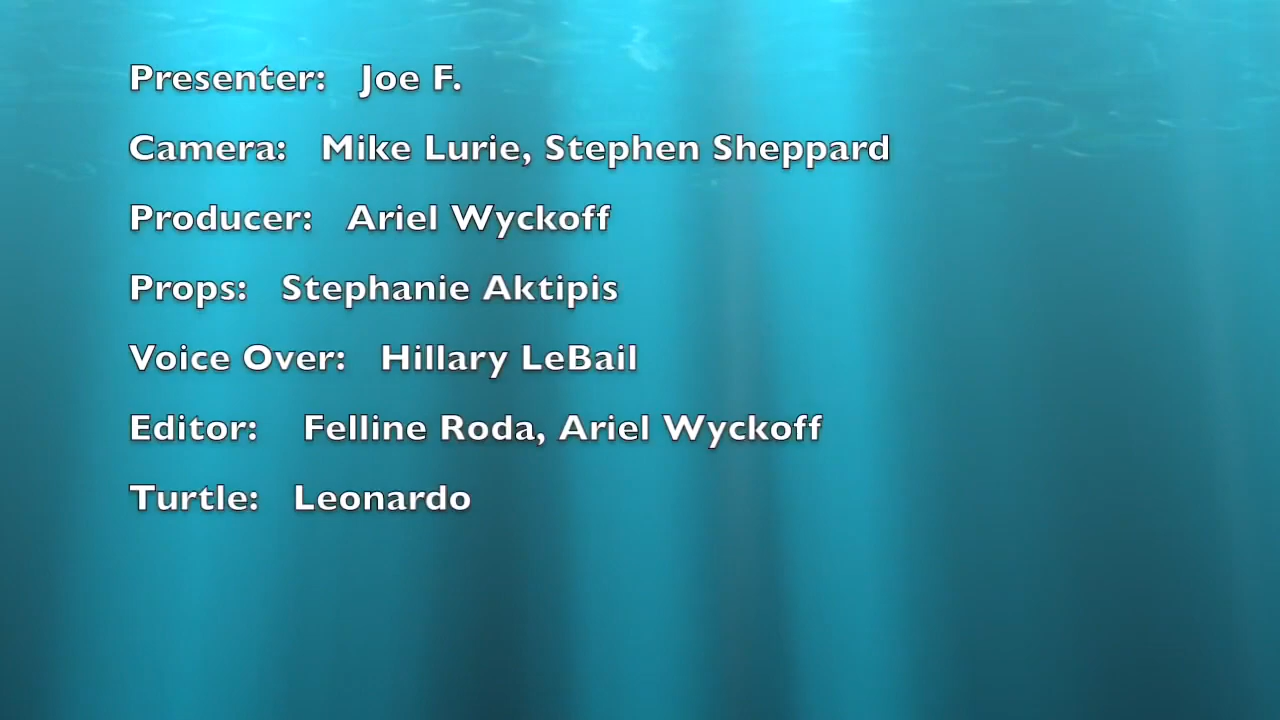 Presenter: Joe F.
Camera: Mike Lurie, Stephen Sheppard
Producer: Ariel Wyckoff
Props: Stephanie Aktipis
Voice Over: Hillary LeBail
Editor: Felline Roda, Ariel Wyckoff
Turtle: Leonardo